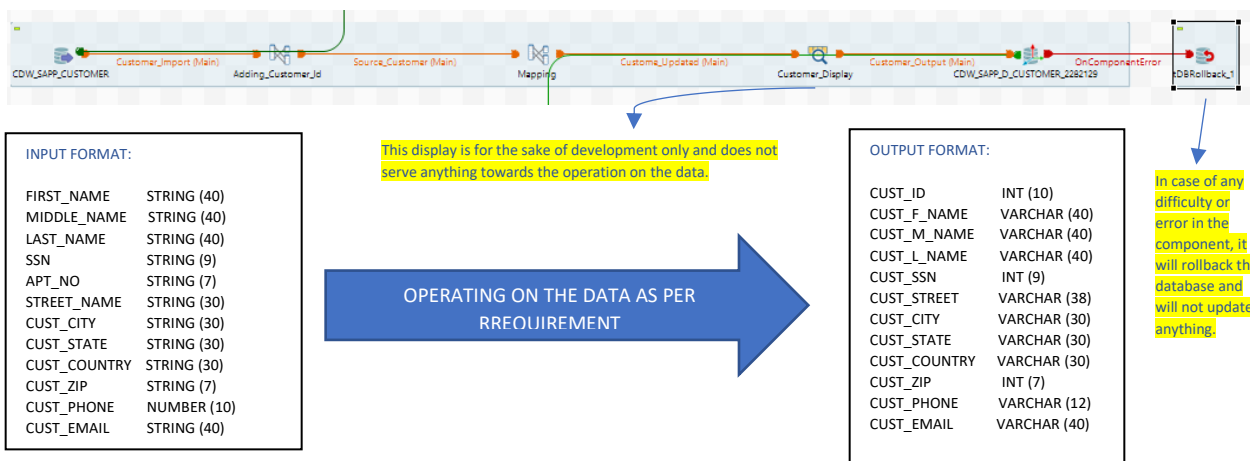 Customer_Import (Main)
Source_Customer (Main)
Custome_Updated (Main)
Customer_Output (Main)
OnComponentError
CDW_SAPP_CUSTOMER
Adding_Customer_Id
Mapping
Customer_Display
CDW_SAPP_D_CUSTOMER_2282129
tDBRollback_1
INPUT FORMAT:
FIRST_NAME STRING (40)
MIDDLE_NAME STRING (40)
LAST_NAME STRING (40)
SSN STRING (9)
APT_NO STRING (7)
STREET_NAME STRING (30)
CUST_CITY STRING (30)
CUST_STATE STRING (30)
CUST_COUNTRY STRING (30)
CUST_ZIP STRING (7)
CUST_PHONE NUMBER (10)
CUST_EMAIL STRING (40)
This display is for the sake of development only and does not
serve anything towards the operation on the data.
OPERATING ON THE DATA AS PER
RREQUIREMENT
OUTPUT FORMAT:
CUST_ID INT (10)
CUST_F_NAME VARCHAR (40)
CUST_M_NAME VARCHAR (40)
CUST_L_NAME VARCHAR (40)
CUST_SSN INT (9)
CUST_STREET VARCHAR (38)
CUST_CITY VARCHAR (30)
CUST_STATE VARCHAR (30)
CUST_COUNTRY VARCHAR (30)
CUST_ZIP INT (7)
CUST_PHONE VARCHAR (12)
CUST_EMAIL VARCHAR (40)
In case of any
difficulty or
error in the
component, it
will rollback th
database and
will not update
anything.